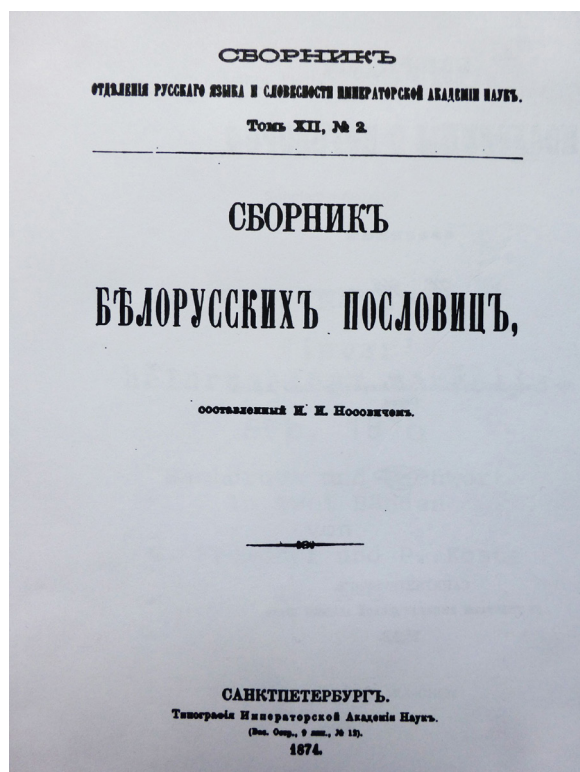 СБОРНИКЪ
ОТДѢЛЕНІЯ РУССКАГО ЯЗЫКА И СЛОВЕСНОСТИ ИМПЕРАТОРСКОЙ АКАДЕМІИ НАУКЪ.
Томъ XII, № 2
СБОРНИКЪ
БѢЛОРУССКИХЪ ПОСЛОВИЦЪ,
составленный И. И. Носовичемъ.
САНКТПЕТЕРБУРГЪ.
Типографія Императорской Академіи Наукъ.
(Вас. Остр., 9 лин., № 12).
1874.